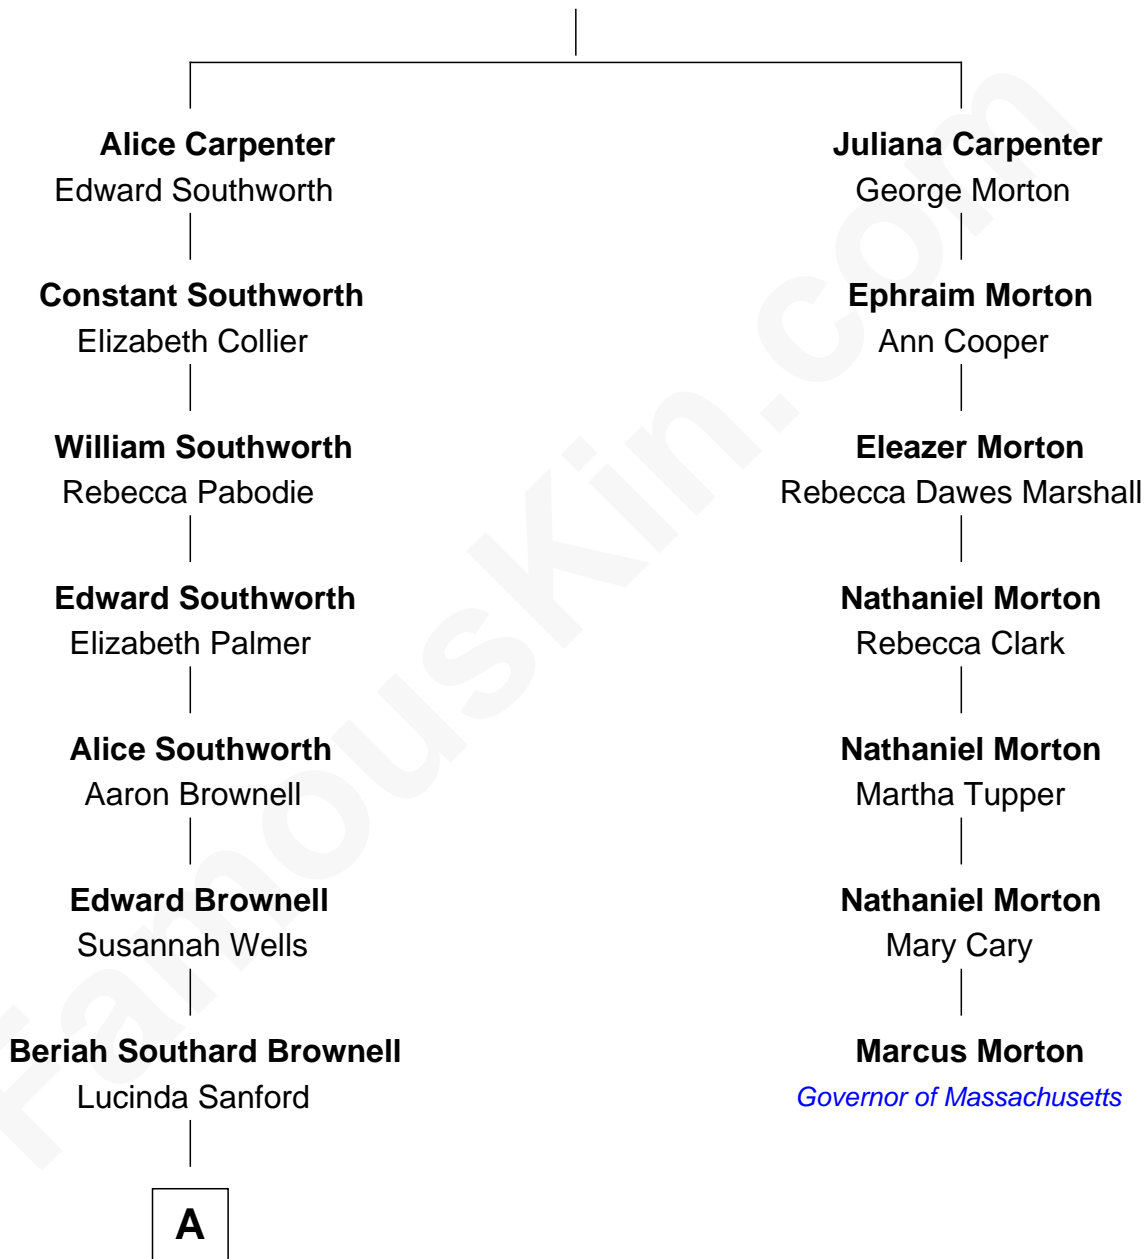 Alice Carpenter
Edward Southworth
Constant Southworth
Elizabeth Collier
William Southworth
Rebecca Pabodie
Edward Southworth
Elizabeth Palmer
Alice Southworth
Aaron Brownell
Edward Brownell
Susannah Wells
Beriah Southard Brownell
Lucinda Sanford
A
Juliana Carpenter
George Morton
Ephraim Morton
Ann Cooper
Eleazer Morton
Rebecca Dawes Marshall
Nathaniel Morton
Rebecca Clark
Nathaniel Morton
Martha Tupper
Nathaniel Morton
Mary Cary
Marcus Morton
Governor of Massachusetts
FamousKin.com